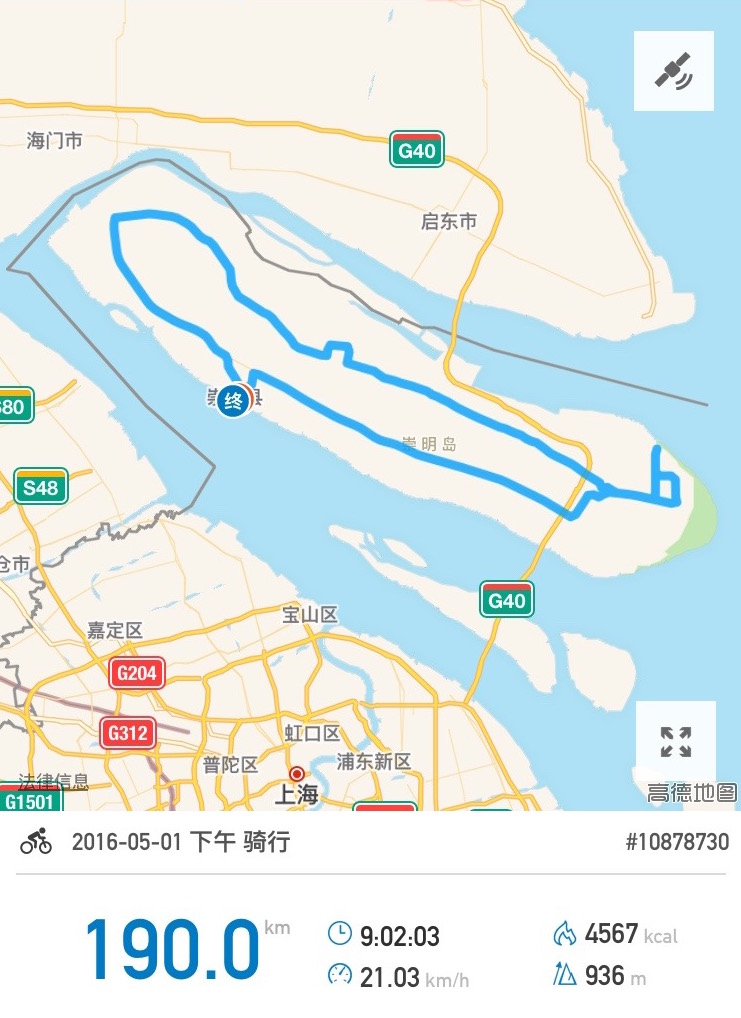 海门市
G40
启东市
终
县
S80
崇明岛
S48
仓市
G40
宝山区
嘉定区
G204
G312
虹口区
普陀区
浦东新区
上海
法律信息
G1501
高德地图
2016-05-01 下午 骑行
#10878730
190.0 km
9:02:03
4567 kcal
21.03 km/h
936 m